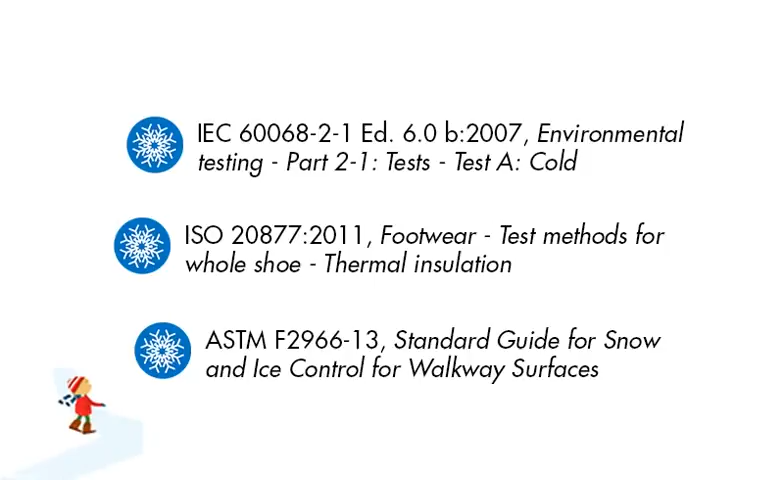 IEC 60068-2-1 Ed. 6.0 b:2007, Environmental
testing - Part 2-1: Tests - Test A: Cold
ISO 20877:2011, Footwear - Test methods for
whole shoe - Thermal insulation
ASTM F2966-13, Standard Guide for Snow
and Ice Control for Walkway Surfaces